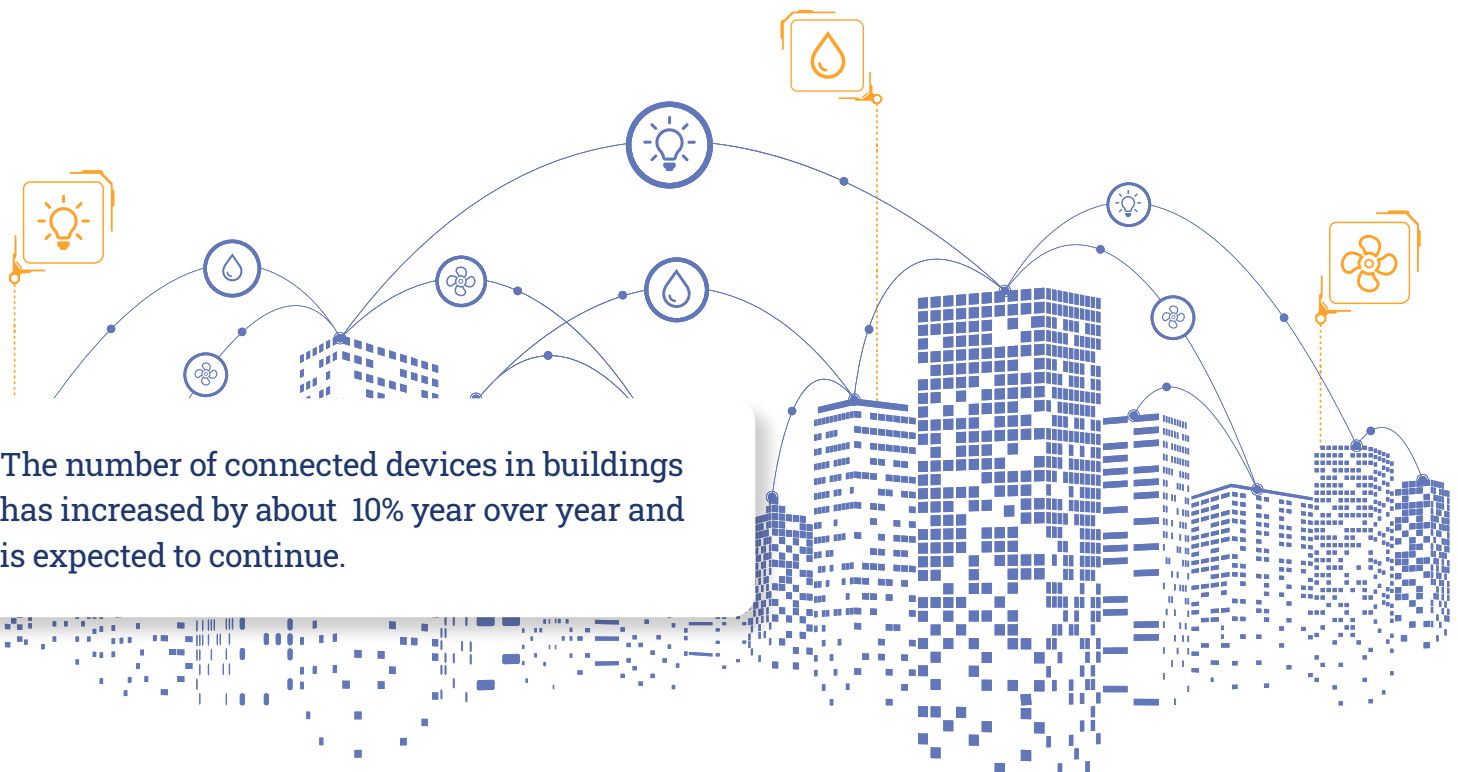 The number of connected devices in buildings
has increased by about  10% year over year and
is expected to continue.